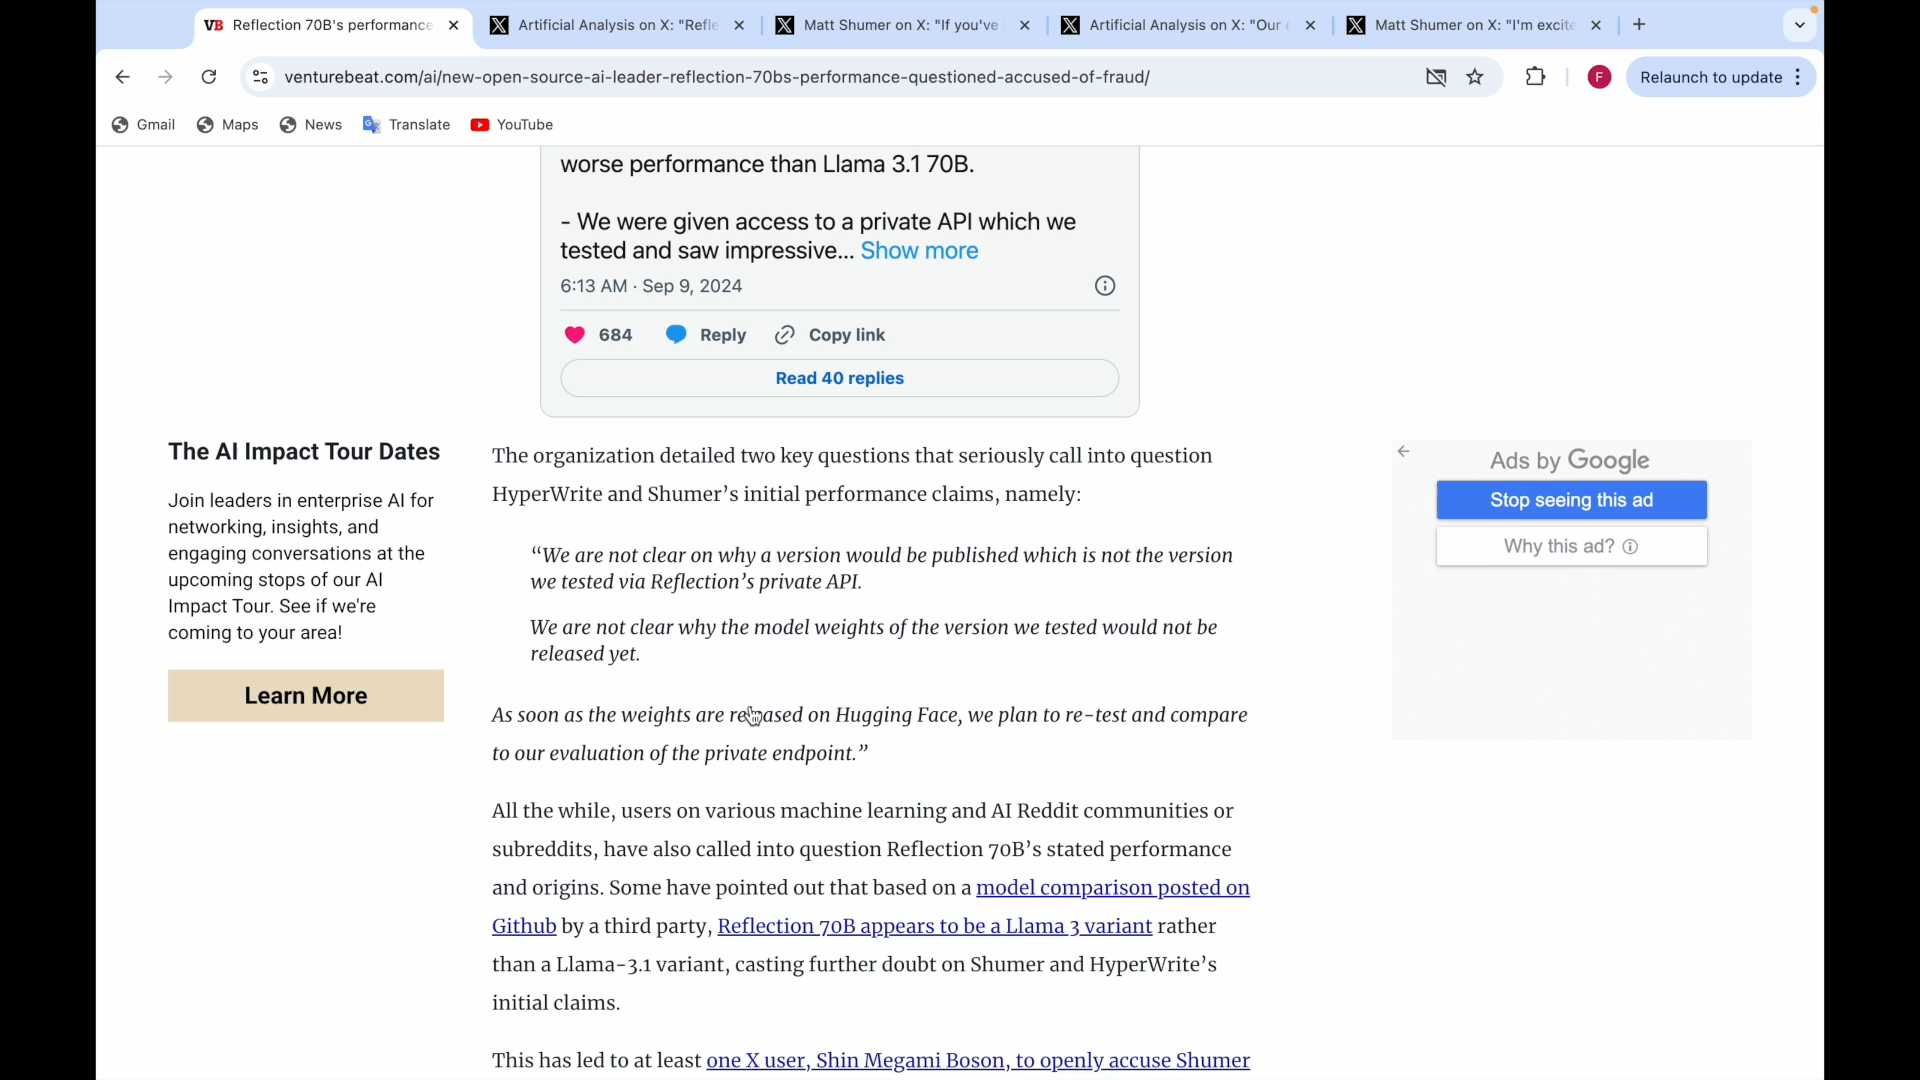 VB Reflection 70B's performance
Artificial Analysis on X: "Refle
Matt Shumer on X: "If you've
Artificial Analysis on X: "Our e
Matt Shumer on X: "I'm excite
venturebeat.com/ai/new-open-source-ai-leader-reflection-70bs-performance-questioned-accused-of-fraud/
F
Relaunch to update
Gmail
Maps
News
Translate
YouTube
worse performance than Llama 3.1 70B.
- We were given access to a private API which we
tested and saw impressive... Show more
6:13 AM · Sep 9, 2024
684 Reply Copy link
Read 40 replies
The AI Impact Tour Dates
Join leaders in enterprise AI for
networking, insights, and
engaging conversations at the
upcoming stops of our AI
Impact Tour. See if we're
coming to your area!
Learn More
The organization detailed two key questions that seriously call into question
HyperWrite and Shumer’s initial performance claims, namely:
“We are not clear on why a version would be published which is not the version
we tested via Reflection’s private API.
We are not clear why the model weights of the version we tested would not be
released yet.
As soon as the weights are released on Hugging Face, we plan to re-test and compare
to our evaluation of the private endpoint.”
All the while, users on various machine learning and AI Reddit communities or
subreddits, have also called into question Reflection 70B’s stated performance
and origins. Some have pointed out that based on a model comparison posted on
Github by a third party, Reflection 70B appears to be a Llama 3 variant rather
than a Llama-3.1 variant, casting further doubt on Shumer and HyperWrite’s
initial claims.
This has led to at least one X user, Shin Megami Boson, to openly accuse Shumer
Ads by Google
Stop seeing this ad
Why this ad?